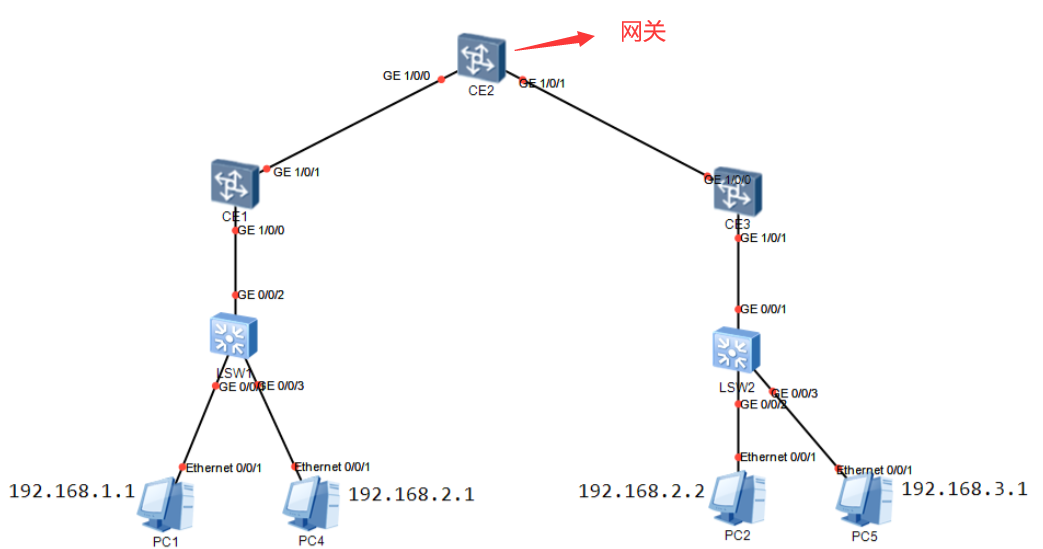 网关
CE2
GE 1/0/0
GE 1/0/1
GE 1/0/1
CE1
GE 1/0/0
GE 1/0/0
CE3
GE 1/0/1
GE 0/0/2
LSW1
GE 0/0/3
GE 0/0/1
LSW2
GE 0/0/2
GE 0/0/3
Ethernet 0/0/1
Ethernet 0/0/1
Ethernet 0/0/1
Ethernet 0/0/1
192.168.1.1
192.168.2.1
192.168.2.2
192.168.3.1
PC1
PC4
PC2
PC5